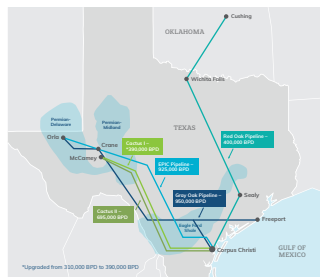 Cushing
OKLAHOMA
Wichita Falls
Permian-
Delaware
Permian-
Midland
TEXAS
Orla
Crane
McCamey
Cactus I –
*390,000 BPD
Red Oak Pipeline –
400,000 BPD
EPIC Pipeline –
925,000 BPD
Gray Oak Pipeline –
950,000 BPD
Sealy
Cactus II –
695,000 BPD
Freeport
Eagle Ford
Shale
Corpus Christi
GULF OF
MEXICO
*Upgraded from 310,000 BPD to 390,000 BPD